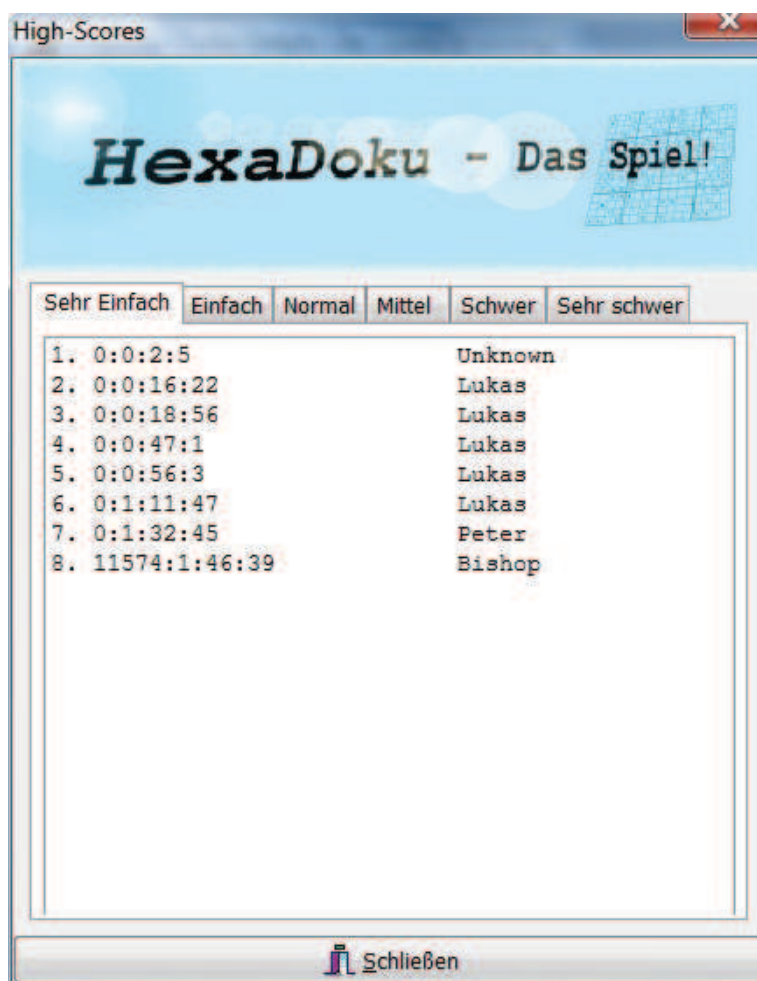 High-Scores
HexaDoku - Das Spiel!
Sehr Einfach Einfach Normal Mittel Schwer Sehr schwer
1. 0:0:2:5 Unknown
2. 0:0:16:22 Lukas
3. 0:0:18:56 Lukas
4. 0:0:47:1 Lukas
5. 0:0:56:3 Lukas
6. 0:1:11:47 Lukas
7. 0:1:32:45 Peter
8. 11574:1:46:39 Bishop
Schließen